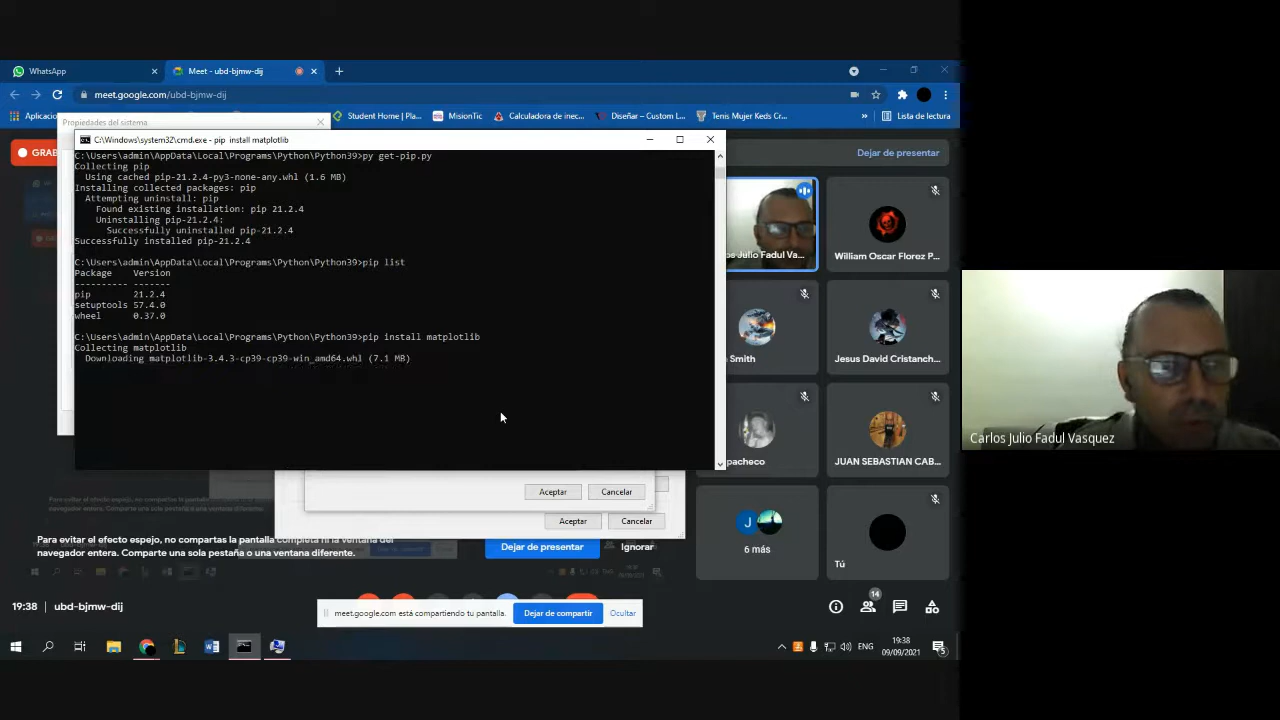 WhatsApp
Meet - ubd-bjmw-dij
meet.google.com/ubd-bjmw-dij
Aplicacio
Student Home | Pla...
MisionTic
Calculadora de inec...
Diseñar – Custom L...
Tenis Mujer Keds Cr...
Lista de lectura
Propiedades del sistema
C:\Windows\system32\cmd.exe - pip install matplotlib
GRAB
Dejar de presentar
C:\Users\admin\AppData\Local\Programs\Python\Python39>py get-pip.py
Collecting pip
Using cached pip-21.2.4-py3-none-any.whl (1.6 MB)
Installing collected packages: pip
Attempting uninstall: pip
Found existing installation: pip 21.2.4
Uninstalling pip-21.2.4:
Successfully uninstalled pip-21.2.4
Successfully installed pip-21.2.4
C:\Users\admin\AppData\Local\Programs\Python\Python39>pip list
Package Version
---------- -------
pip 21.2.4
setuptools 57.4.0
wheel 0.37.0
C:\Users\admin\AppData\Local\Programs\Python\Python39>pip install matplotlib
Collecting matplotlib
Downloading matplotlib-3.4.3-cp39-cp39-win_amd64.whl (7.1 MB)
os Julio Fadul Va...
William Oscar Florez P...
Smith
Jesus David Cristanch...
pacheco
JUAN SEBASTIAN CAB...
Carlos Julio Fadul Vasquez
Aceptar
Cancelar
Aceptar
Cancelar
J
6 más
Tú
Para evitar el efecto espejo, no compartas la pantalla completa ni la ventana del
navegador entera. Comparte una sola pestaña o una ventana diferente.
Dejar de presentar
Ignorar
19:38
ubd-bjmw-dij
14
meet.google.com está compartiendo tu pantalla.
Dejar de compartir
Ocultar
ENG
19:38
09/09/2021
5